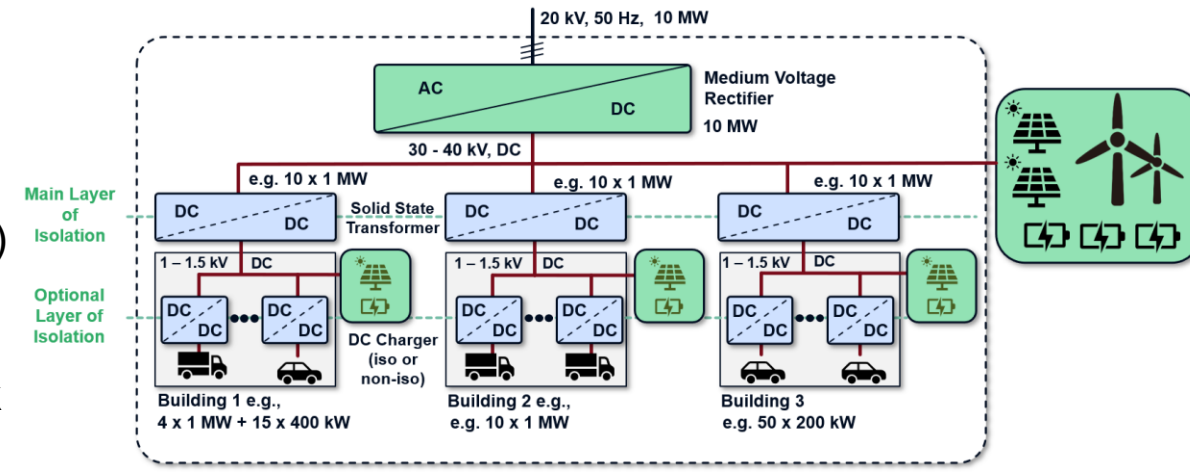 20 kV, 50 Hz, 10 MW
AC
DC
Medium Voltage
Rectifier
10 MW
30 - 40 kV, DC
e.g. 10 x 1 MW
e.g. 10 x 1 MW
e.g. 10 x 1 MW
Main Layer
of
Isolation
DC
DC
Solid State
Transformer
DC
DC
DC
DC
1 – 1.5 kV
DC
1 – 1.5 kV
DC
1 – 1.5 kV
DC
Optional
Layer of
Isolation
DC
DC
DC
DC
DC Charger
(iso or
non-iso)
DC
DC
DC
DC
DC
DC
DC
DC
Building 1 e.g.,
4 x 1 MW + 15 x 400 kW
Building 2 e.g.,
e.g. 10 x 1 MW
Building 3
e.g. 50 x 200 kW
)